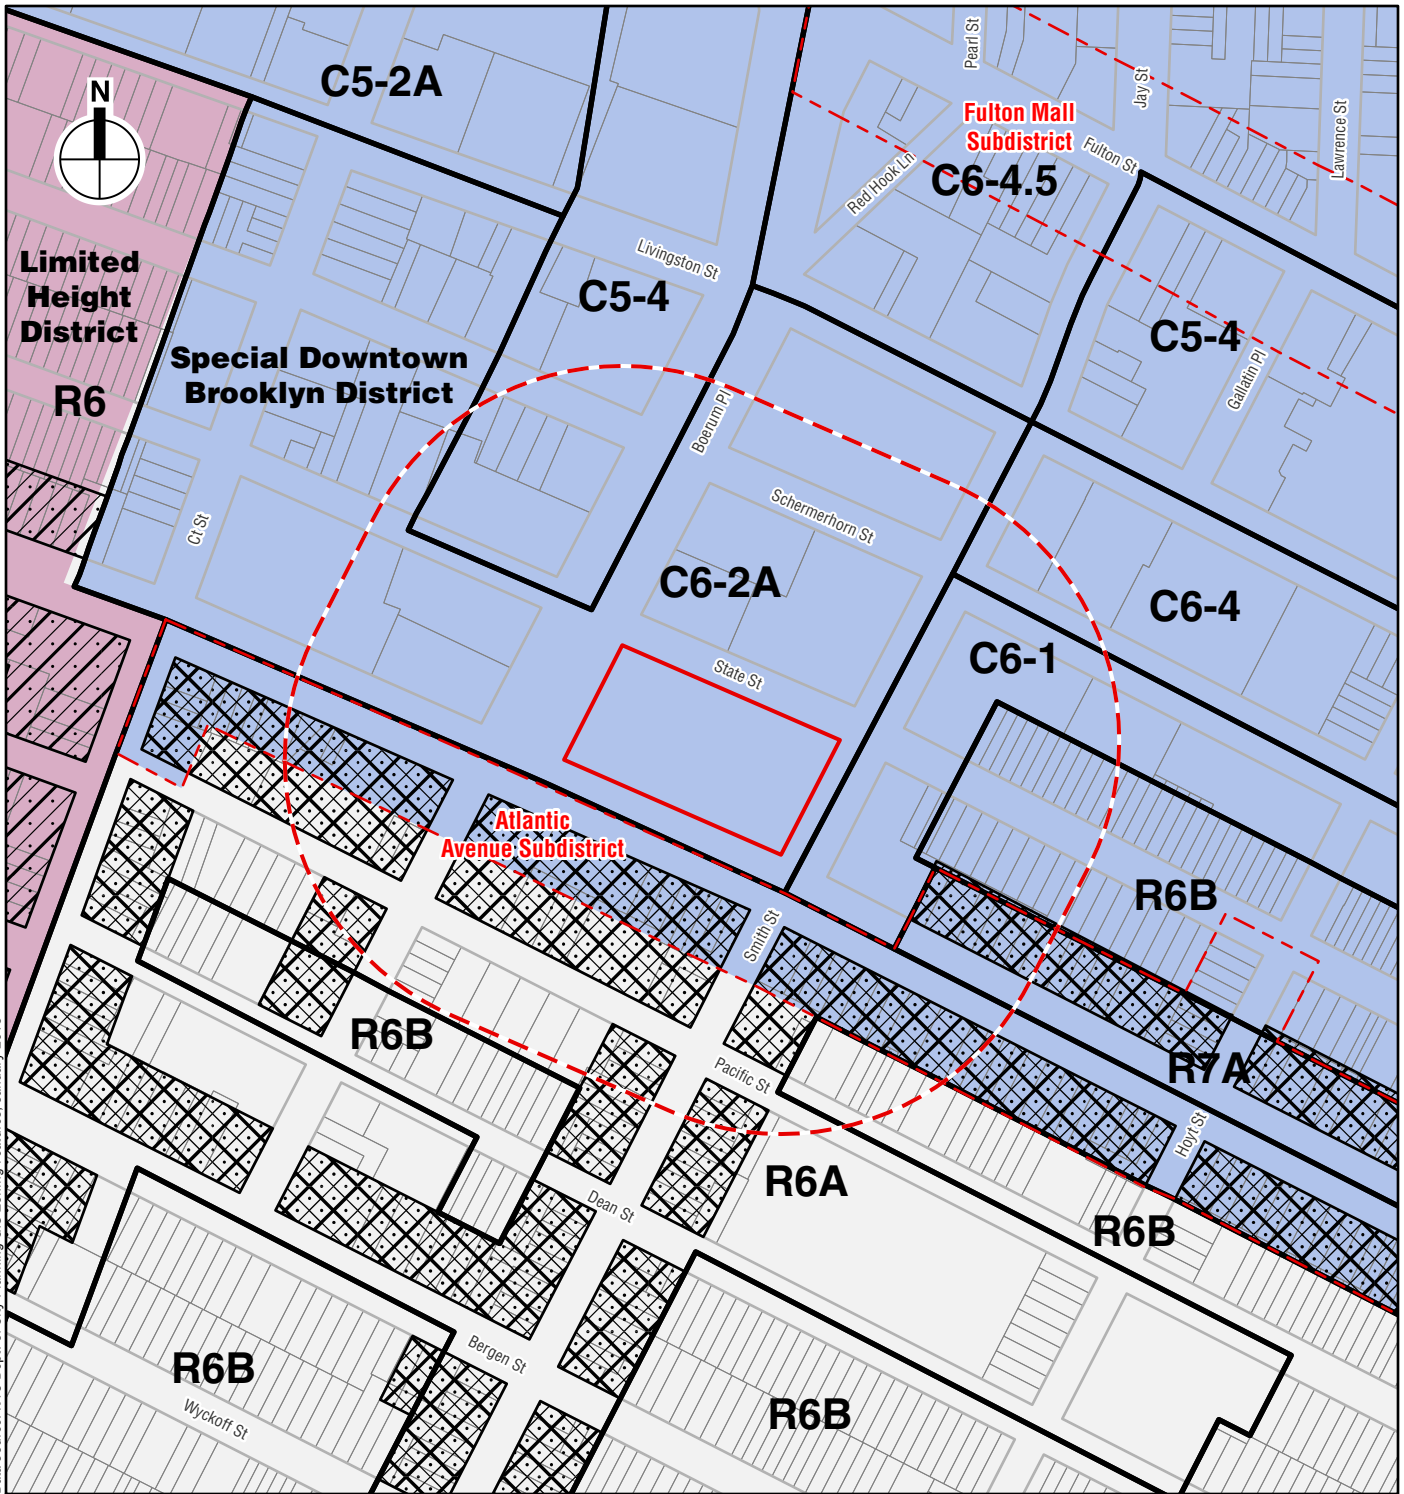 Pearl St
C5-2A
Jay St
N
Fulton Mall
Subdistrict
Lawrence St
Fulton St
Red Hook Ln
C6-4.5
Limited
Height
District
Livingston St
C5-4
C5-4
Special Downtown
Brooklyn District
Gallatin Pl
R6
Boerum Pl
Schermerhorn St
Ct St
C6-2A
C6-4
C6-1
State St
Atlantic
Avenue Subdistrict
R6B
Smith St
R6B
Pacific St
R7A
Hoyt St
R6A
Dean St
R6B
Bergen St
R6B
Wyckoff St
R6B